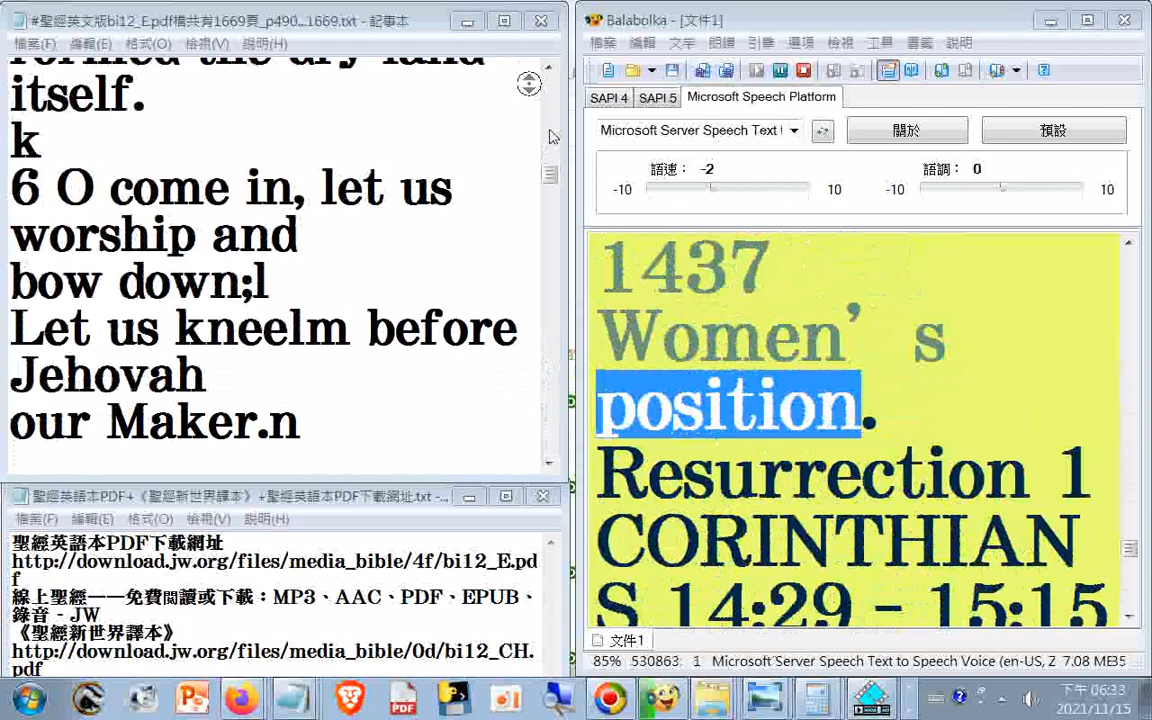 #聖經英文版bi12_E.pdf檔共有1669頁_p490...1669.txt - 記事本
檔案(F) 編輯(E) 格式(O) 檢視(V) 說明(H)
formed the dry land
itself.
k
6 O come in, let us
worship and
bow down;l
Let us kneelm before
Jehovah
our Maker.n
聖經英語本PDF+《聖經新世界譯本》+聖經英語本PDF下載網址.txt - ...
檔案(F) 編輯(E) 格式(O) 檢視(V) 說明(H)
聖經英語本PDF下載網址
http://download.jw.org/files/media_bible/4f/bi12_E.pd
f
線上聖經——免費閱讀或下載：MP3、AAC、PDF、EPUB、
錄音 - JW
《聖經新世界譯本》
http://download.jw.org/files/media_bible/0d/bi12_CH.
pdf
Balabolka - [文件1]
檔案 編輯 文字 朗讀 引擎 選項 檢視 工具 書籤 說明
SAPI 4 SAPI 5 Microsoft Speech Platform
Microsoft Server Speech Text 關於 預設
語速： -2 語調： 0
-10 10 -10 10
1437
Women’s
position.
Resurrection 1
CORINTHIAN
S 14:29 – 15:15
文件1
85% 530863 1 Microsoft Server Speech Text to Speech Voice (en-US, Z 7.08 ME35
下午 06:33
2021/11/15